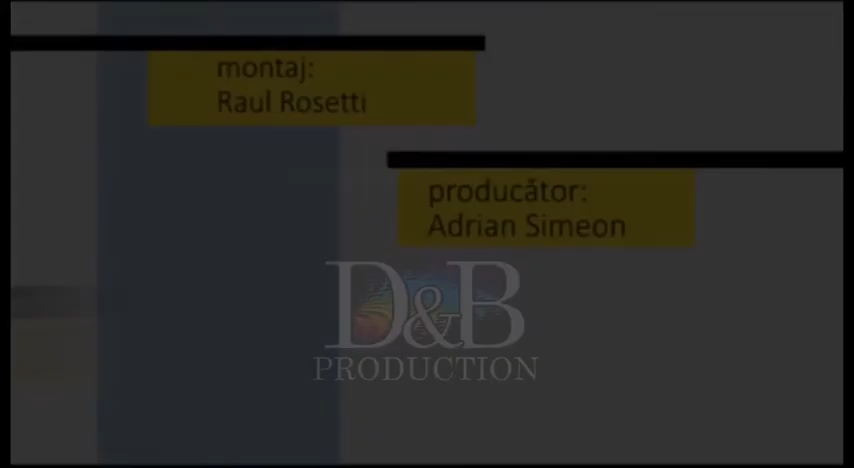 montaj:
Raul Rosetti
producător:
Adrian Simeon
D&B
PRODUCTION